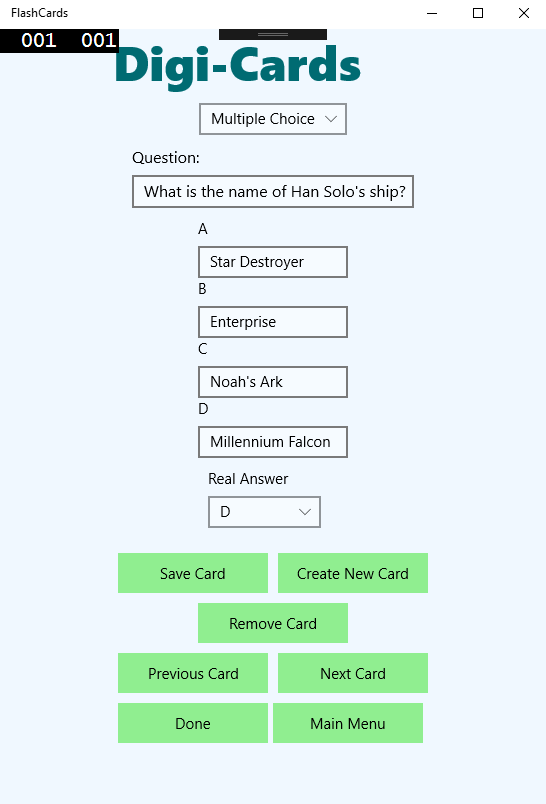 FlashCards
001 001
Digi-Cards
Multiple Choice
Question:
What is the name of Han Solo's ship?
A
Star Destroyer
B
Enterprise
C
Noah's Ark
D
Millennium Falcon
Real Answer
D
Save Card Create New Card
Remove Card
Previous Card Next Card
Done Main Menu